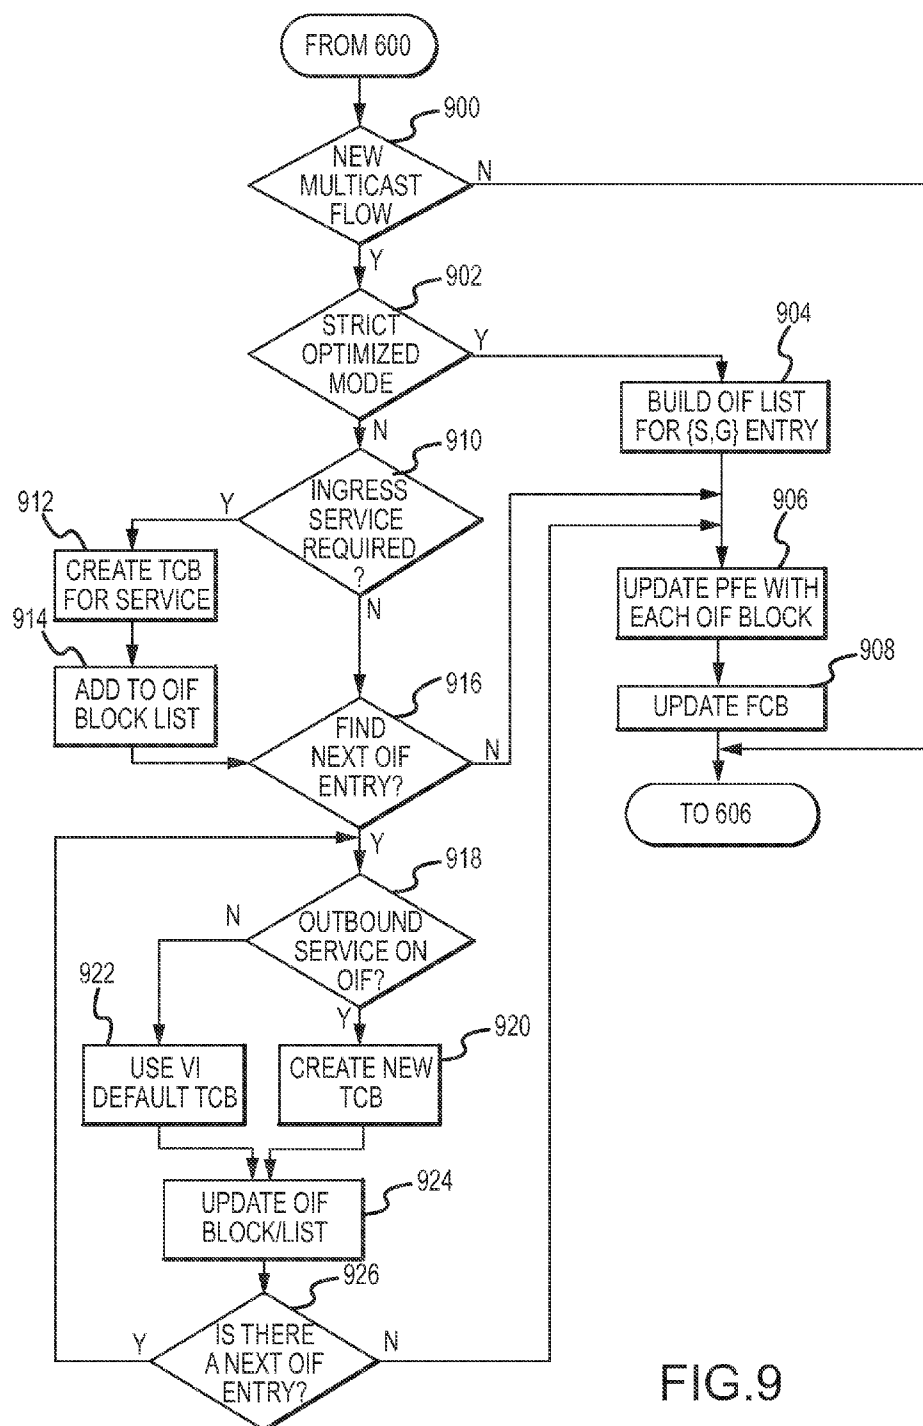 FROM 600
900
NEW
MULTICAST
FLOW
N
Y
902
STRICT
OPTIMIZED
MODE
Y
N
904
BUILD OIF LIST
FOR {S,G} ENTRY
910
INGRESS
SERVICE
REQUIRED
?
Y
N
912
CREATE TCB
FOR SERVICE
914
ADD TO OIF
BLOCK LIST
906
UPDATE PFE WITH
EACH OIF BLOCK
908
UPDATE FCB
916
FIND
NEXT OIF
ENTRY?
N
Y
TO 606
918
OUTBOUND
SERVICE ON
OIF?
N
Y
922
USE VI
DEFAULT TCB
920
CREATE NEW
TCB
924
UPDATE OIF
BLOCK/LIST
926
IS THERE
A NEXT OIF
ENTRY?
Y
N
FIG.9